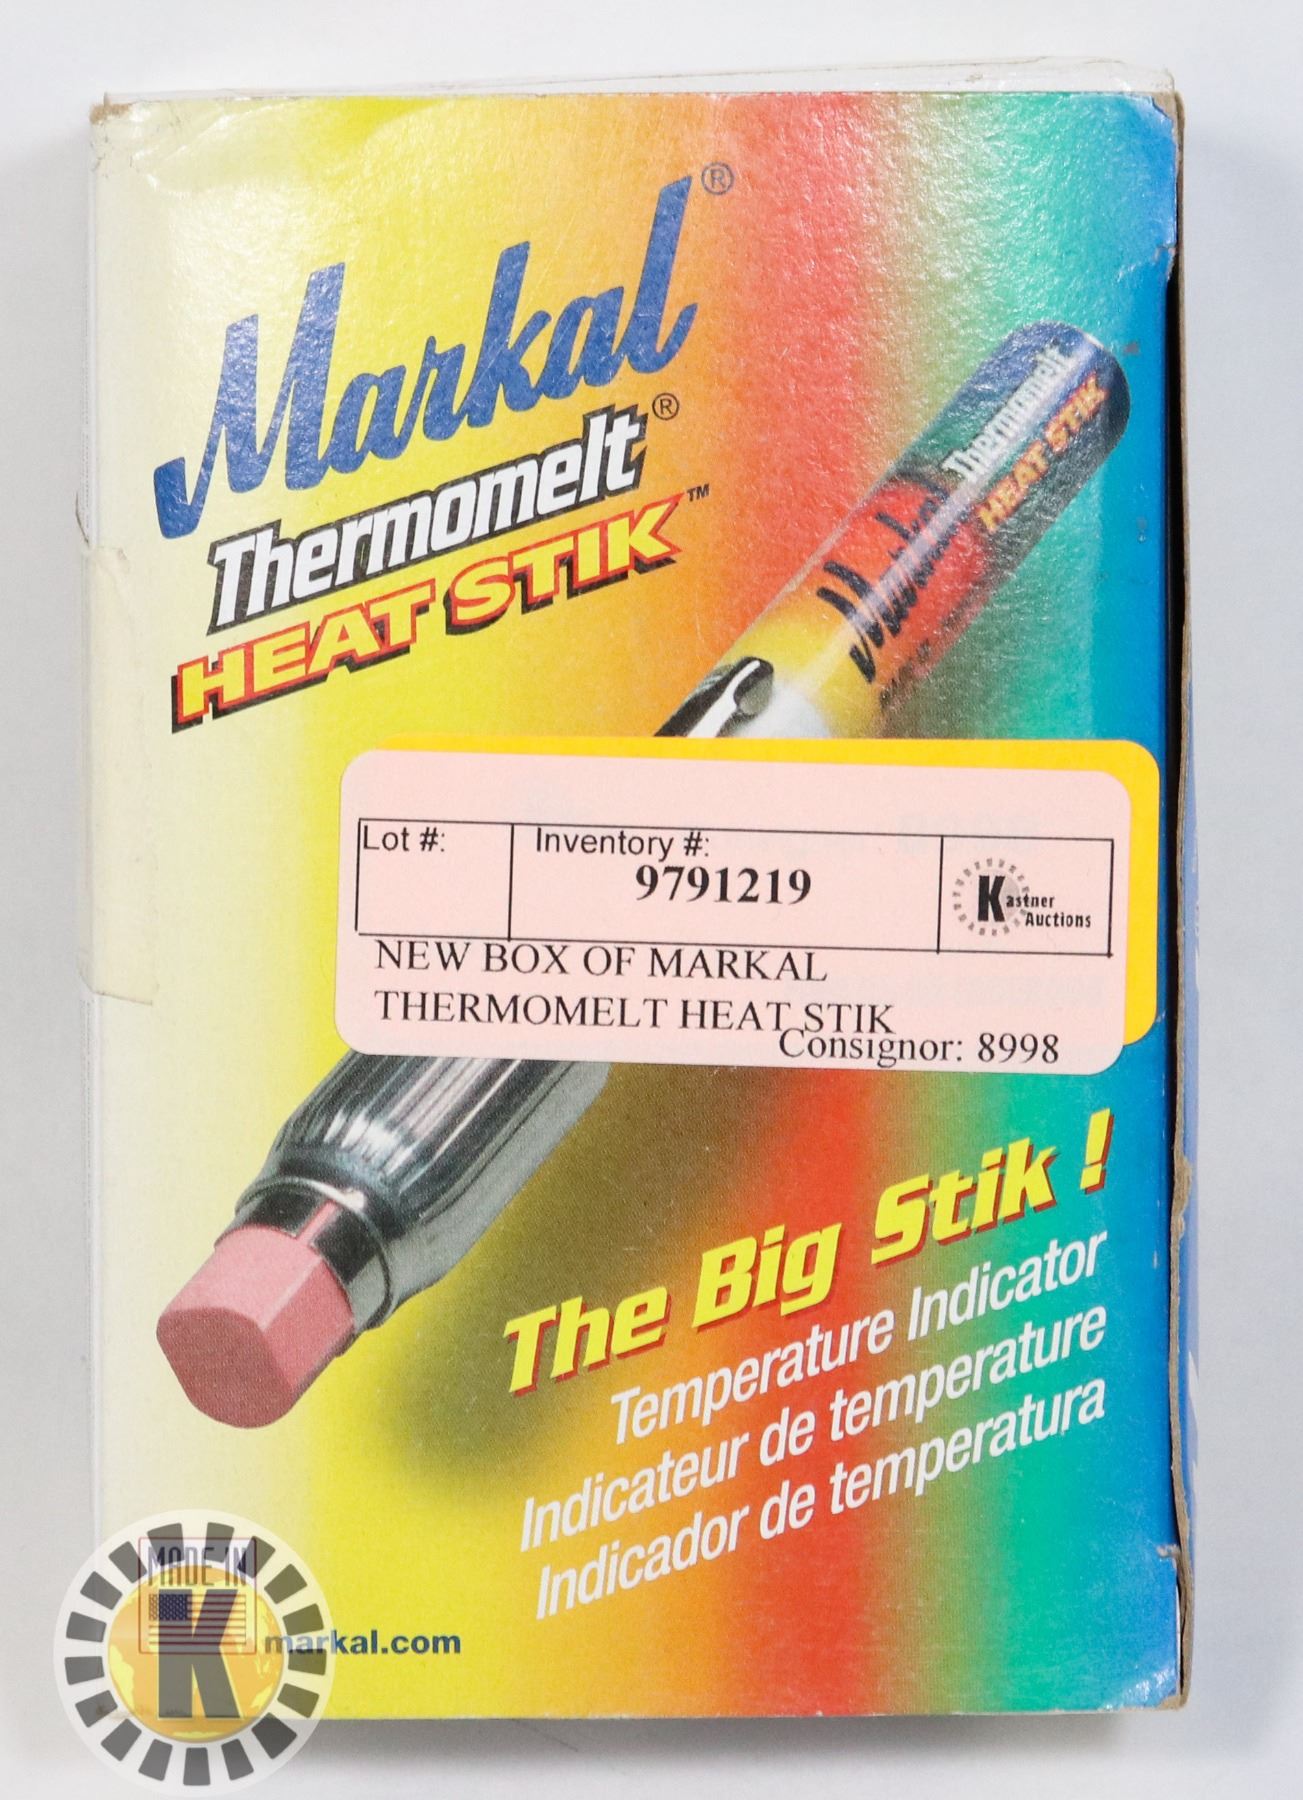 Markal®
Thermomelt®
HEAT STIK™
Markal
Thermomelt
HEAT STIK
Lot #:
Inventory #:
9791219
Kastner
Auctions
NEW BOX OF MARKAL
THERMOMELT HEAT STIK
Consignor: 8998
The Big Stik !
Temperature Indicator
Indicateur de temperature
Indicador de temperatura
MADE IN
K
markal.com